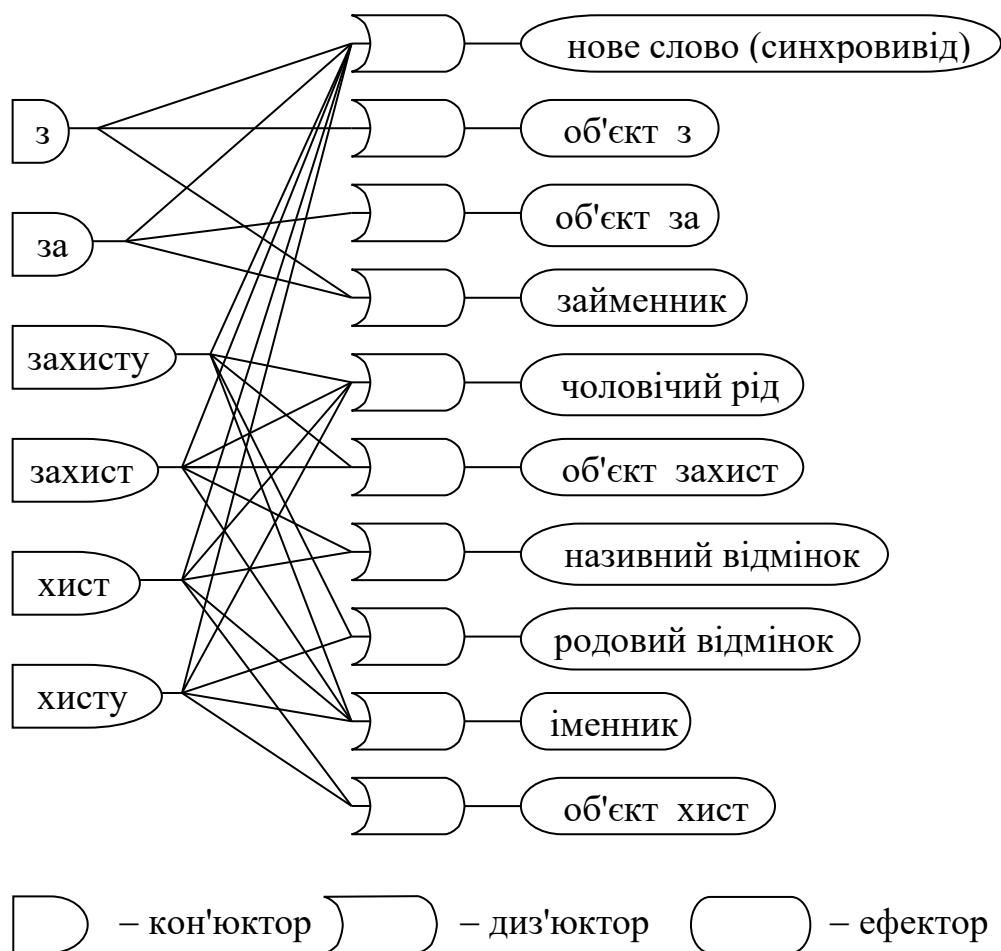 нове слово (синхровивід)
з
об'єкт з
за
об'єкт за
займенник
захисту
чоловічий рід
захист
об'єкт захист
хист
називний відмінок
родовий відмінок
хисту
іменник
об'єкт хист
– кон'юктор – диз'юктор – ефектор